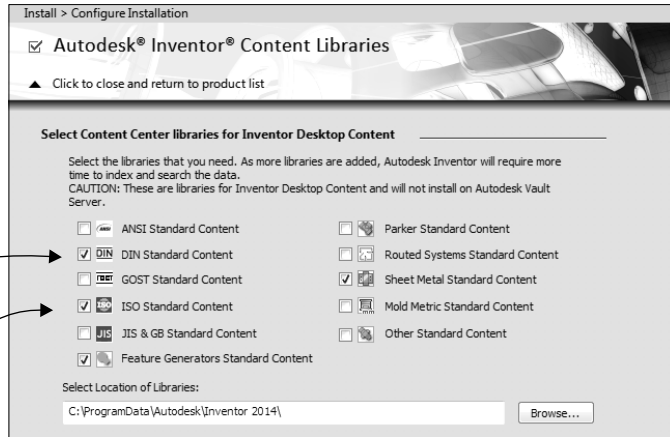 Install > Configure Installation
Autodesk® Inventor® Content Libraries
Click to close and return to product list
Select Content Center libraries for Inventor Desktop Content
Select the libraries that you need. As more libraries are added, Autodesk Inventor will require more
time to index and search the data.
CAUTION: These are libraries for Inventor Desktop Content and will not install on Autodesk Vault
Server.
ANSI Standard Content
DIN DIN Standard Content
GOST Standard Content
ISO ISO Standard Content
JIS JIS & GB Standard Content
Feature Generators Standard Content
Parker Standard Content
Routed Systems Standard Content
Sheet Metal Standard Content
Mold Metric Standard Content
Other Standard Content
Select Location of Libraries:
C:\ProgramData\Autodesk\Inventor 2014\
Browse...